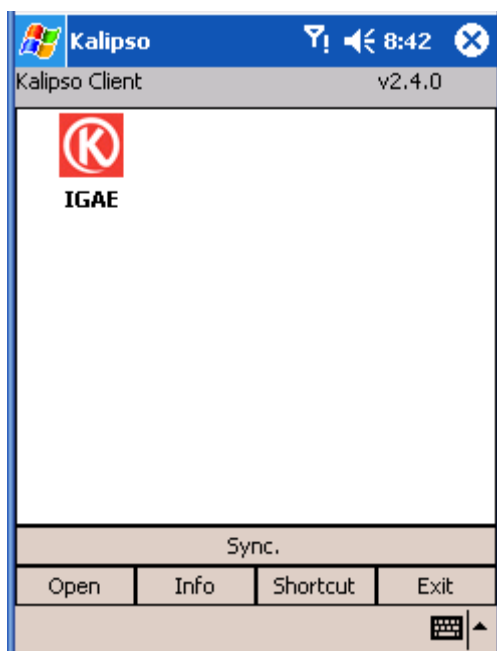 Kalipso 8:42
Kalipso Client v2.4.0
K
IGAE
Sync.
Open Info Shortcut Exit